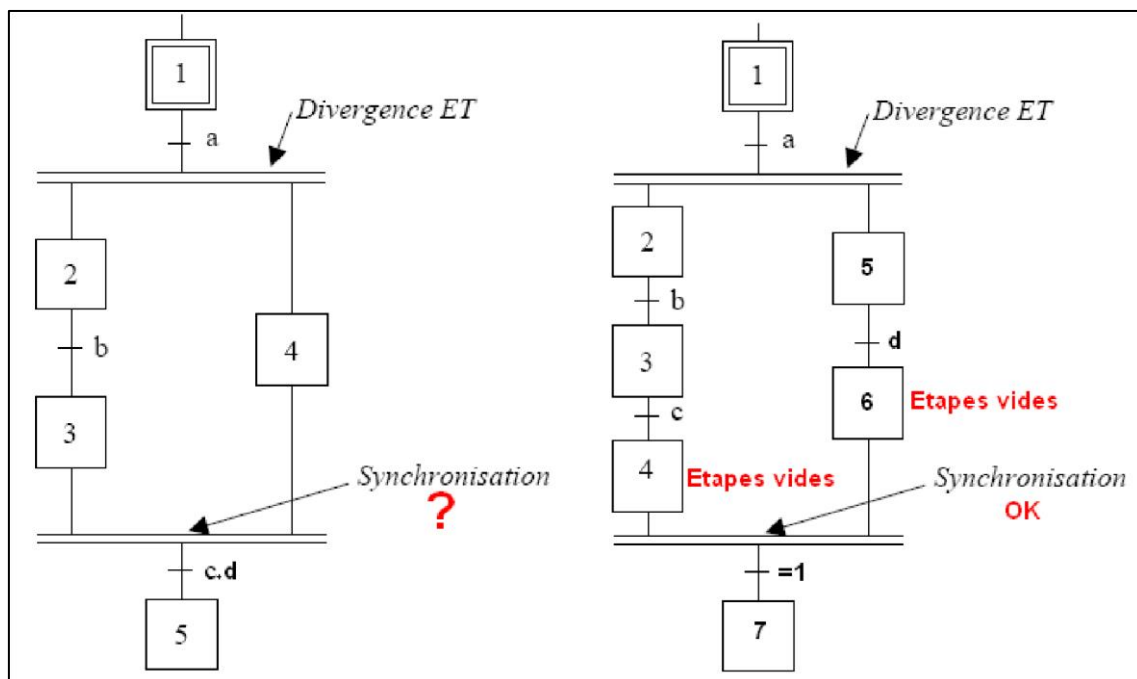 1
a
Divergence ET
2
b
3
4
Synchronisation
?
c.d
5
1
a
Divergence ET
2
b
3
c
4
Etapes vides
5
d
6
Etapes vides
Synchronisation
OK
=1
7